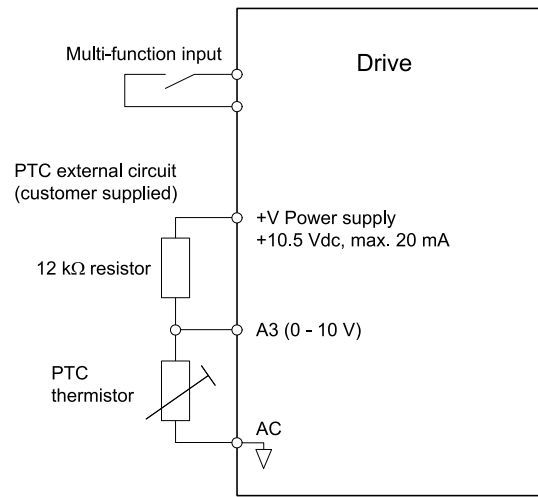 Multi-function input
Drive
PTC external circuit
(customer supplied)
+V Power supply
+10.5 Vdc, max. 20 mA
12 kΩ resistor
A3 (0 - 10 V)
PTC
thermistor
AC